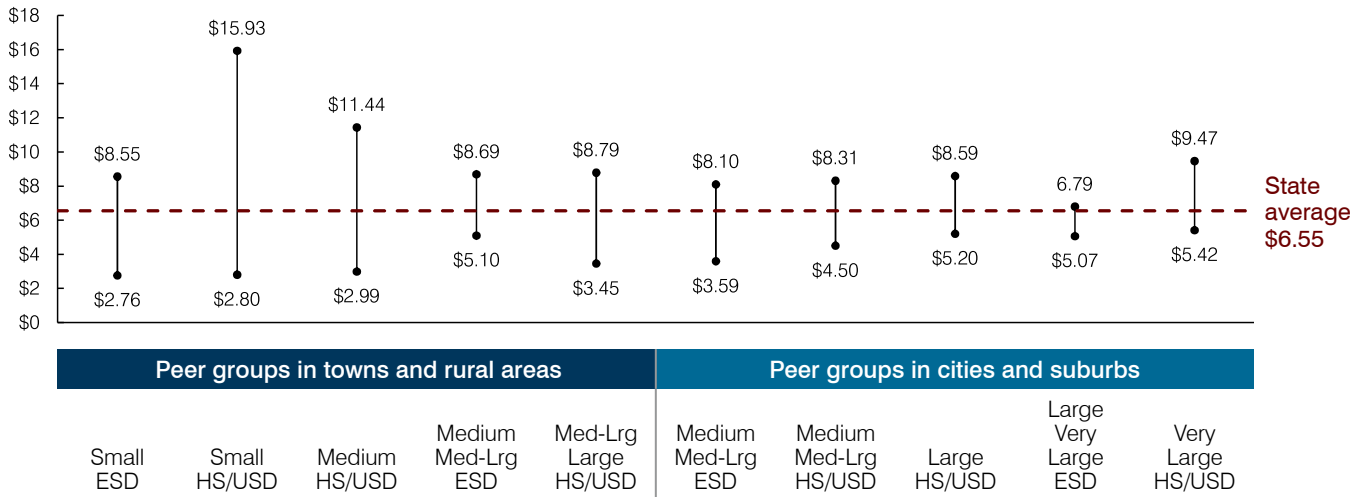 $18
$16
$14
$12
$10
$8
$6
$4
$2
$0
$8.55
$2.76
$15.93
$2.80
$11.44
$2.99
$8.69
$5.10
$8.79
$3.45
$8.10
$3.59
$8.31
$4.50
$8.59
$5.20
6.79
$5.07
$9.47
$5.42
State
average
$6.55
Peer groups in towns and rural areas
Peer groups in cities and suburbs
Small
ESD
Small
HS/USD
Medium
HS/USD
Medium
Med-Lrg
ESD
Med-Lrg
Large
HS/USD
Medium
Med-Lrg
ESD
Medium
Med-Lrg
HS/USD
Large
HS/USD
Large
Very
Large
ESD
Very
Large
HS/USD